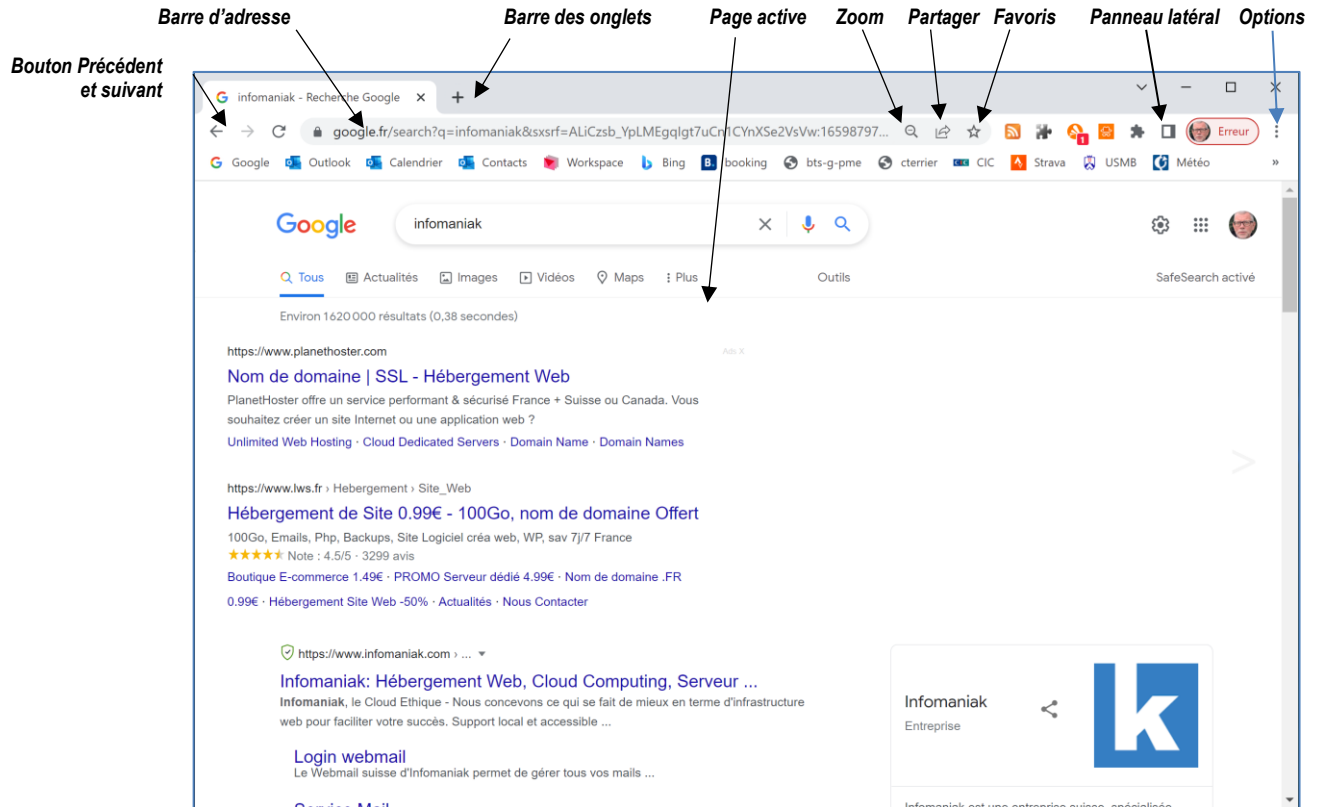 Barre d'adresse Barre des onglets Page active Zoom Partager Favoris Panneau latéral Options
Bouton Précédent
et suivant
infomaniak - Recherche Google
google.fr/search?q=infomaniak&sxsrf=ALiCzsb_YpLMEgqIgt7uCn1CYnXSe2VsVw:16598797...
1
Erreur
Google Outlook Calendrier Contacts Workspace Bing B. booking bts-g-pme cterrier CIC Strava USMB Météo »
Google infomaniak
Tous Actualités Images Vidéos Maps Plus Outils SafeSearch activé
Environ 1 620 000 résultats (0,38 secondes)
https://www.planethoster.com Ads X
Nom de domaine | SSL - Hébergement Web
PlanetHoster offre un service performant & sécurisé France + Suisse ou Canada. Vous
souhaitez créer un site Internet ou une application web ?
Unlimited Web Hosting · Cloud Dedicated Servers · Domain Name · Domain Names
https://www.lws.fr › Hebergement › Site_Web
Hébergement de Site 0.99€ - 100Go, nom de domaine Offert
100Go, Emails, Php, Backups, Site Logiciel créa web, WP, sav 7j/7 France
Note : 4.5/5 · 3299 avis
Boutique E-commerce 1.49€ · PROMO Serveur dédié 4.99€ · Nom de domaine .FR
0.99€ · Hébergement Site Web -50% · Actualités · Nous Contacter
https://www.infomaniak.com › ...
Infomaniak: Hébergement Web, Cloud Computing, Serveur ...
Infomaniak, le Cloud Ethique - Nous concevons ce qui se fait de mieux en terme d'infrastructure
web pour faciliter votre succès. Support local et accessible ...
Login webmail
Le Webmail suisse d'Infomaniak permet de gérer tous vos mails ...
Service Mail
Infomaniak
Entreprise
k
Infomaniak est une entreprise suisse, spécialisée